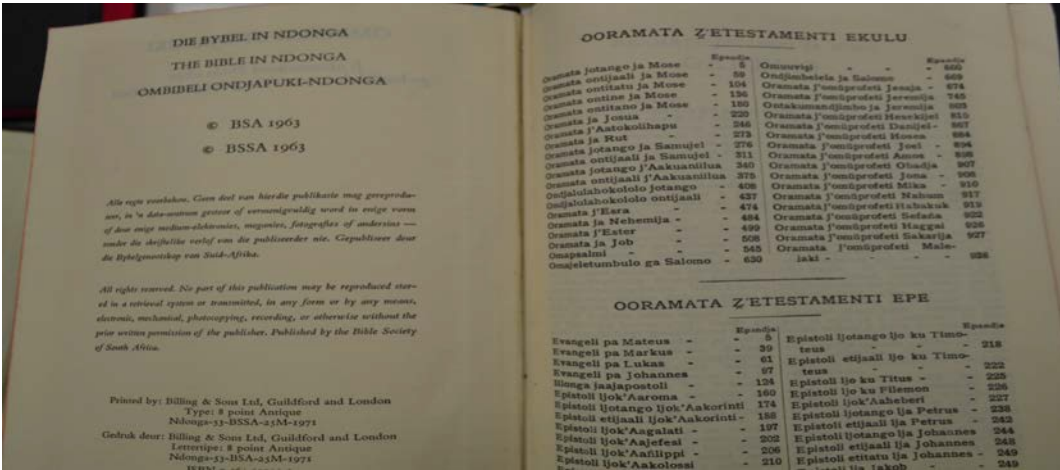 DIE BYBEL IN NDONGA
THE BIBLE IN NDONGA
OMBIBELI ONDJAPUKI-NDONGA
© BSA 1963
© BSSA 1963
Alle regte voorbehou. Geen deel van hierdie publikasie mag gereprodu-
seer, in 'n data-sentrum gestoor of vermenigvuldig word in enige vorm
of deur enige medium-elektronies, meganies, fotografies of andersins —
sonder die skriftelike verlof van die publiseerder nie. Gepubliseer deur
die Bybelgenootskap van Suid-Afrika.
All rights reserved. No part of this publication may be reproduced stor-
ed in a retrieval system or transmitted, in any form or by any means,
electronic, mechanical, photocopying, recording, or otherwise without the
prior written permission of the publisher. Published by the Bible Society
of South Africa.
Printed by: Billing & Sons Ltd, Guildford and London
Type: 8 point Antique
Ndonga-53-BSSA-25M-1971
Gedruk deur: Billing & Sons Ltd, Guildford and London
Lettertipe: 8 point Antique
Ndonga-53-BSSA-25M-1971
OORAMATA Z'ETESTAMENTI EKULU
Epandja
Oramata jotango ja Mose - 5
Oramata ontijaali ja Mose - 59
Oramata ontitatu ja Mose - 104
Oramata ontine ja Mose - 136
Oramata ontitano ja Mose - 180
Oramata ja Josua - 220
Oramata j'Aatokolihapu - 246
Oramata ja Rut - 273
Oramata jotango ja Samujel - 276
Oramata ontijaali ja Samujel - 311
Oramata jotango j'Aakuaniilua 340
Oramata ontijaali j'Aakuaniilua 375
Ondjalulahokololo jotango - 408
Ondjalulahokololo ontijaali - 437
Oramata j'Esra - 474
Oramata ja Nehemija - - 484
Oramata j'Ester - - 499
Oramata ja Job - - 508
Omapsalmi - - 545
Omajeletumbulo ga Salomo - 630
Epandja
Omuuvigi - - - 660
Ondjimbelela ja Salomo - 669
Oramata j'omüprofeti Jesaja - 674
Oramata j'omüprofeti Jeremija 745
Ontakumandjimbo ja Jeremija 803
Oramata j'omüprofeti Hesekijel 810
Oramata j'omüprofeti Danijel - 867
Oramata j'omüprofeti Hosea - 884
Oramata j'omüprofeti Joel - 894
Oramata j'omüprofeti Amos - 898
Oramata j'omüprofeti Obadja 907
Oramata j'omüprofeti Jona - 908
Oramata j'omüprofeti Mika - 910
Oramata j'omüprofeti Nahum 917
Oramata j'omüprofeti Habakuk 919
Oramata j'omüprofeti Sefanja 922
Oramata j'omüprofeti Haggai 926
Oramata j'omüprofeti Sakarija 927
Oramata j'omüprofeti Male-
iaki - - - 936
OORAMATA Z'ETESTAMENTI EPE
Epandja
Evangeli pa Mateus - - 5
Evangeli pa Markus - - 39
Evangeli pa Lukas - - 61
Evangeli pa Johannes - 97
Iilonga jaajapostoli - - 124
Epistoli ljok'Aaroma - - 160
Epistoli ljotango ljok'Aakorinti 174
Epistoli etijaali ljok'Aakorinti - 188
Epistoli ljok'Aagalati - - 197
Epistoli ljok'Aajefesi - - 202
Epistoli ljok'Aafilippi - - 206
Epistoli ljok'Aakolossi - 210
Epandja
Epistoli ljotango ljo ku Timo-
teus - - - 218
Epistoli etijaali ljo ku Timo-
teus - - - 222
Epistoli ljo ku Titus - - 225
Epistoli ljo ku Filemon - 226
Epistoli ljok'Aaheberi - 227
Epistoli ljotango lja Petrus - 238
Epistoli etijaali lja Petrus - 242
Epistoli ljotango lja Johannes 244
Epistoli etijaali lja Johannes 248
Epistoli etitatu lja Johannes - 249
Epistoli lja Jakob - 249